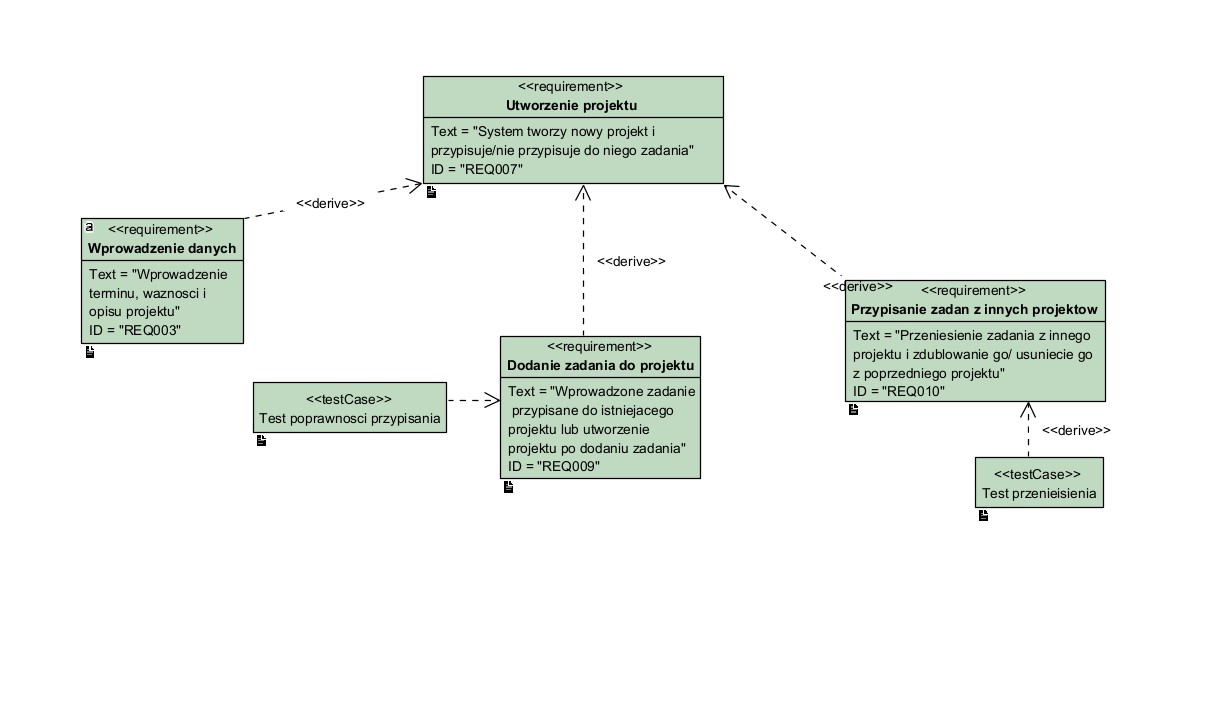 <<requirement>>
Utworzenie projektu
Text = "System tworzy nowy projekt i
przypisuje/nie przypisuje do niego zadania"
ID = "REQ007"
<<derive>>
a
<<requirement>>
Wprowadzenie danych
Text = "Wprowadzenie
terminu, waznosci i
opisu projektu"
ID = "REQ003"
<<derive>>
<<derive>>
<<requirement>>
Przypisanie zadan z innych projektow
Text = "Przeniesienie zadania z innego
projektu i zdublowanie go/ usuniecie go
z poprzedniego projektu"
ID = "REQ010"
<<requirement>>
Dodanie zadania do projektu
Text = "Wprowadzone zadanie
przypisane do istniejacego
projektu lub utworzenie
projektu po dodaniu zadania"
ID = "REQ009"
<<testCase>>
Test poprawnosci przypisania
<<derive>>
<<testCase>>
Test przenieisienia